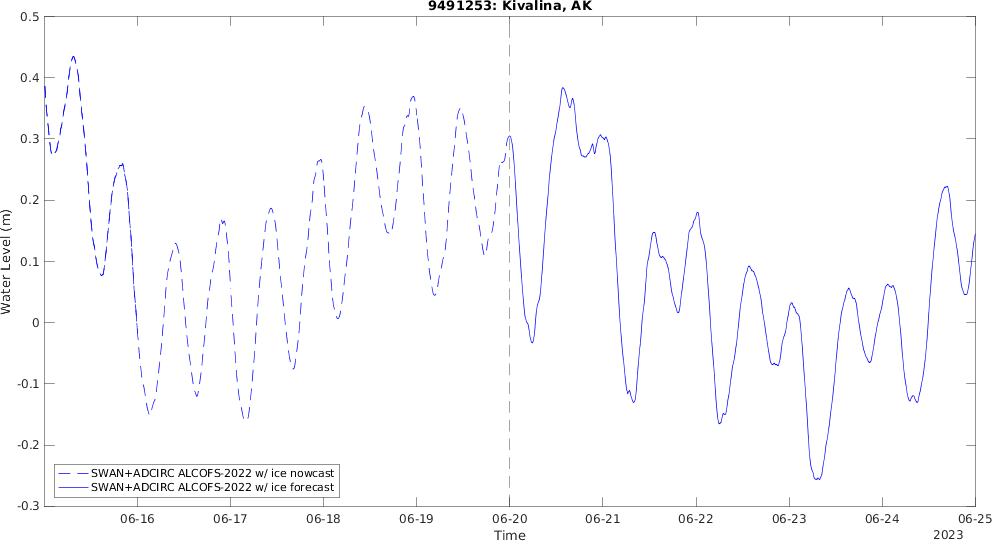 9491253: Kivalina, AK
0.5
0.4
0.3
0.2
0.1
0
-0.1
-0.2
-0.3
Water Level (m)
SWAN+ADCIRC ALCOFS-2022 w/ ice nowcast
SWAN+ADCIRC ALCOFS-2022 w/ ice forecast
06-16 06-17 06-18 06-19 06-20 06-21 06-22 06-23 06-24 06-25
Time
2023